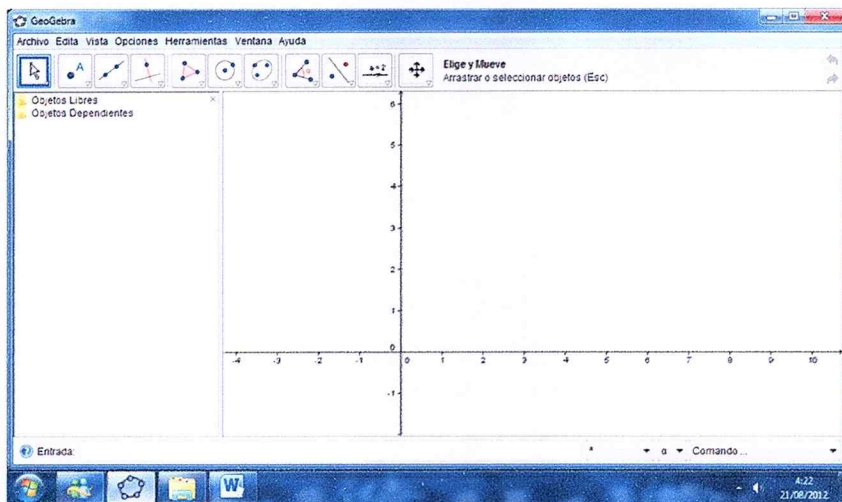 GeoGebra
Archivo Edita Vista Opciones Herramientas Ventana Ayuda
A
a=2
Elige y Mueve
Arrastrar o seleccionar objetos (Esc)
Objetos Libres
Objetos Dependientes
6
5
4
3
2
1
0
-4 -3 -2 -1 0 1 2 3 4 5 6 7 8 9 10
-1
Entrada:
α Comando ...
W
4:22
21/08/2012